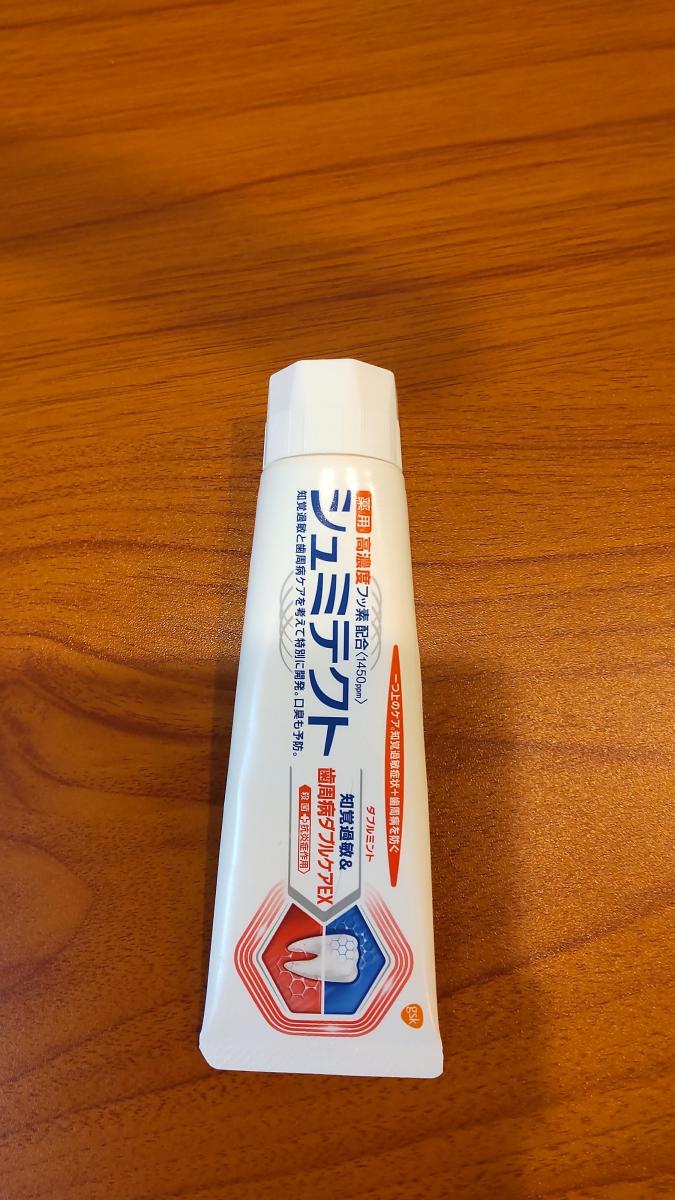 薬用 高濃度フッ素 配合〈1450ppm〉
シュミテクト
知覚過敏と歯周病ケアを考えて特別に開発。口臭も予防。
一つ上のケア。知覚過敏症状+歯周病を防ぐ
ダブルミント
知覚過敏&
歯周病ダブルケアEX
殺菌+抗炎症作用
gsk